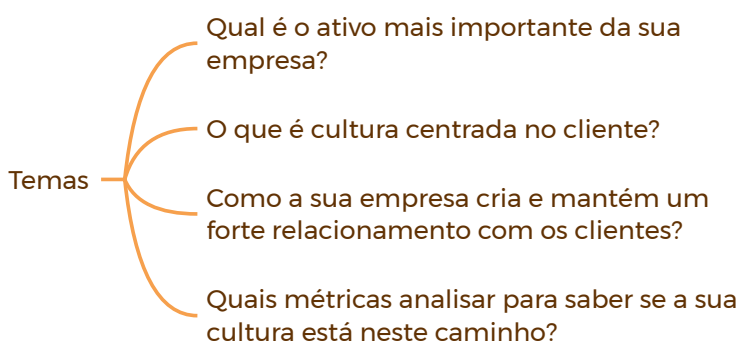 Temas
Qual é o ativo mais importante da sua
empresa?
O que é cultura centrada no cliente?
Como a sua empresa cria e mantém um
forte relacionamento com os clientes?
Quais métricas analisar para saber se a sua
cultura está neste caminho?